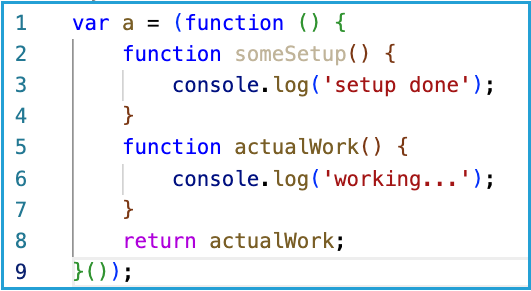 1 var a = (function () {
2     function someSetup() {
3         console.log('setup done');
4     }
5     function actualWork() {
6         console.log('working...');
7     }
8     return actualWork;
9 }());